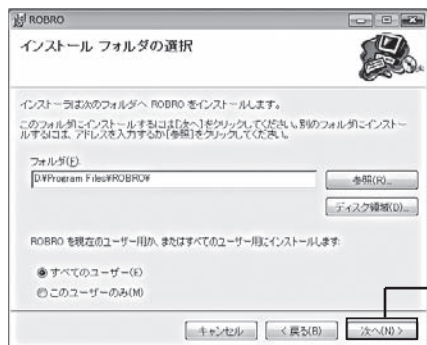 ROBRO
インストール フォルダの選択
インストーラは次のフォルダへ ROBRO をインストールします。
このフォルダにインストールするには[次へ]をクリックしてください。別のフォルダにインストー
ルするには、アドレスを入力するか[参照]をクリックしてください。
フォルダ(F):
D:¥Program Files¥ROBRO¥
参照(R)...
ディスク領域(D)...
ROBRO を現在のユーザー用か、またはすべてのユーザー用にインストールします:
すべてのユーザー(E)
このユーザーのみ(M)
キャンセル
< 戻る(B)
次へ(N) >